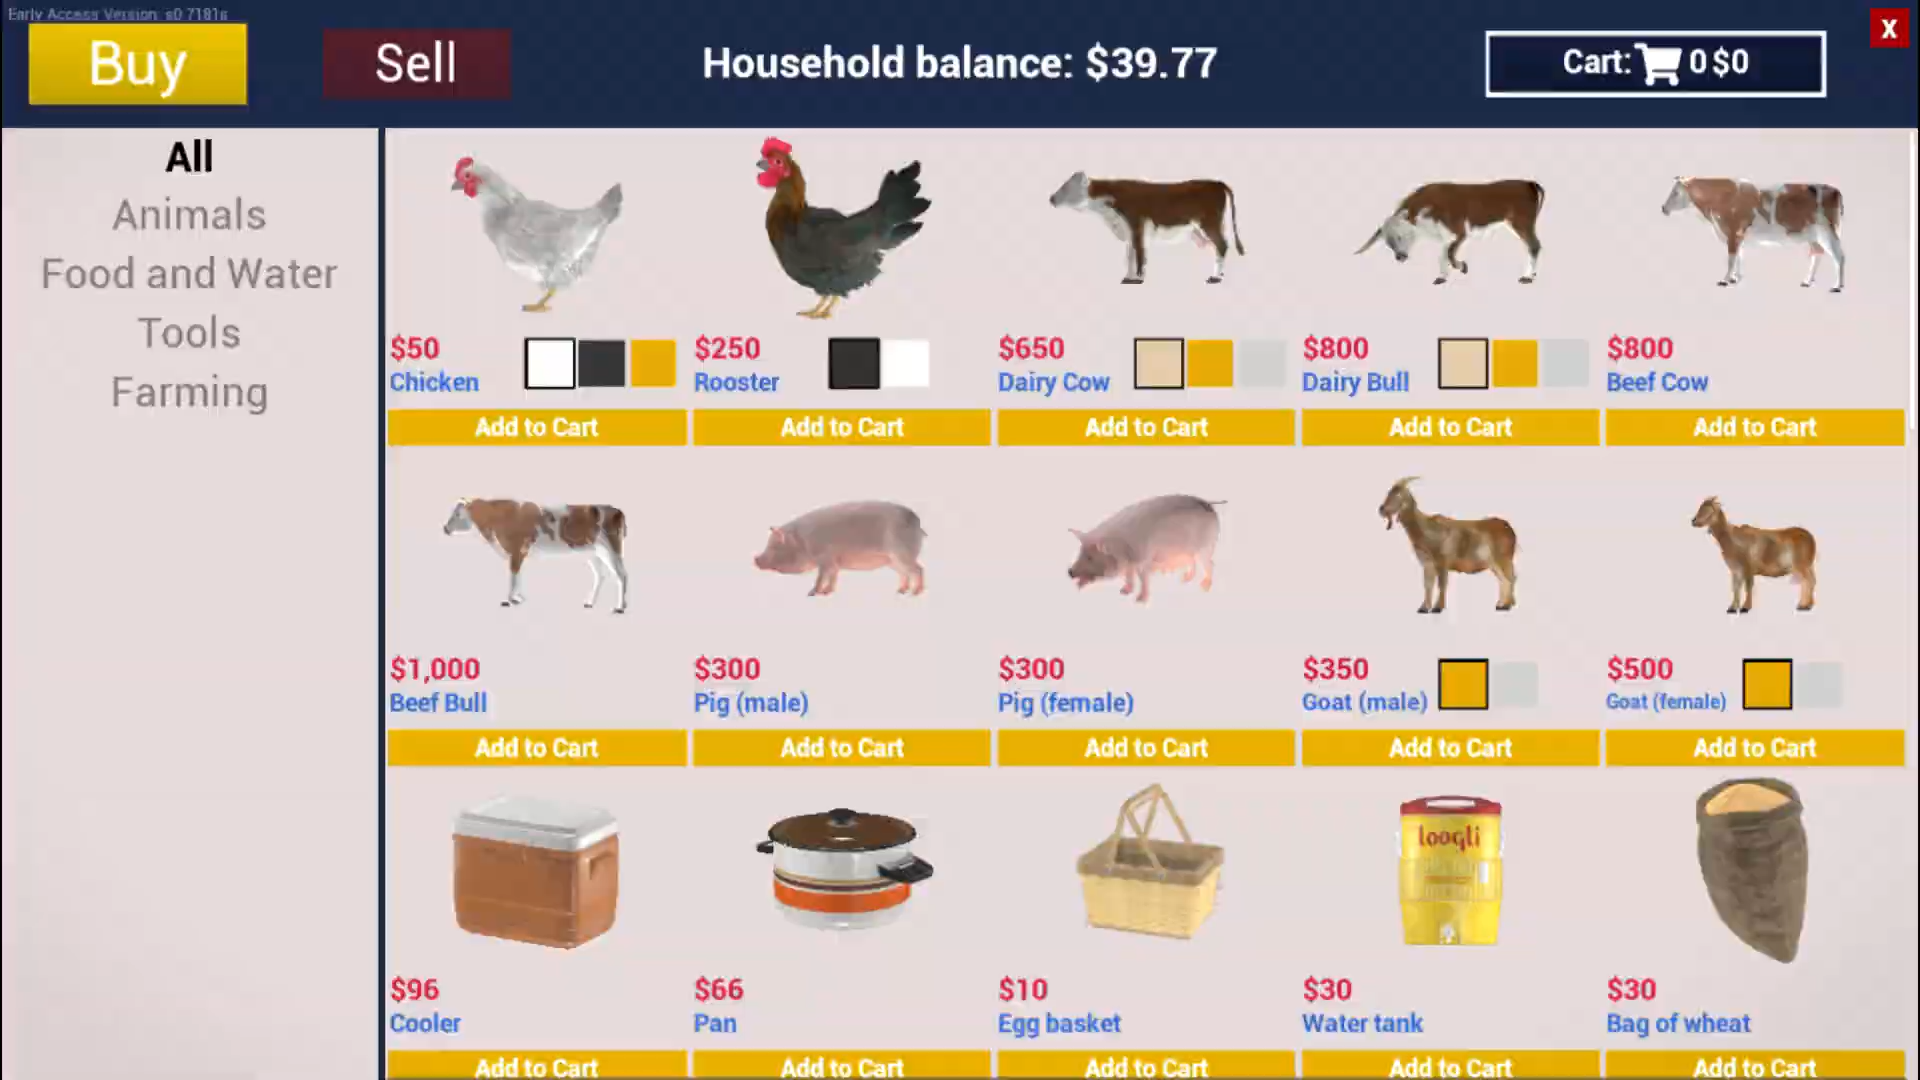 Early Access Version: s0.7181s
Buy
Sell
Household balance: $39.77
Cart: 0 $0
X
All
Animals
Food and Water
Tools
Farming
$50
Chicken
$250
Rooster
$650
Dairy Cow
$800
Dairy Bull
$800
Beef Cow
Add to Cart
Add to Cart
Add to Cart
Add to Cart
Add to Cart
$1,000
Beef Bull
$300
Pig (male)
$300
Pig (female)
$350
Goat (male)
$500
Goat (female)
Add to Cart
Add to Cart
Add to Cart
Add to Cart
Add to Cart
loogli
$96
Cooler
$66
Pan
$10
Egg basket
$30
Water tank
$30
Bag of wheat
Add to Cart
Add to Cart
Add to Cart
Add to Cart
Add to Cart